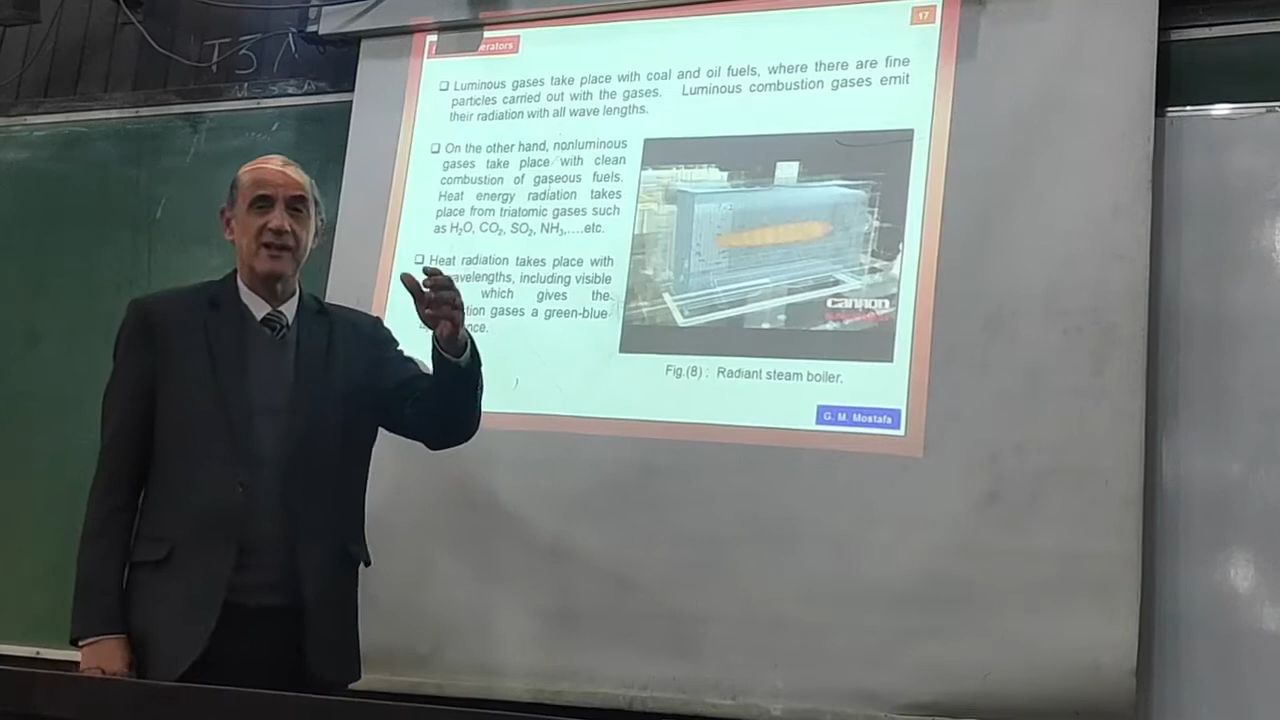 T3A
17
erators
❑ Luminous gases take place with coal and oil fuels, where there are fine
particles carried out with the gases. Luminous combustion gases emit
their radiation with all wave lengths.
❑ On the other hand, nonluminous
gases take place with clean
combustion of gaseous fuels.
Heat energy radiation takes
place from triatomic gases such
as H₂O, CO₂, SO₂, NH₃,....etc.
❑ Heat radiation takes place with
avelengths, including visible
which gives the
tion gases a green-blue
nce.
cannon
Fig.(8) : Radiant steam boiler.
G. M. Mostafa